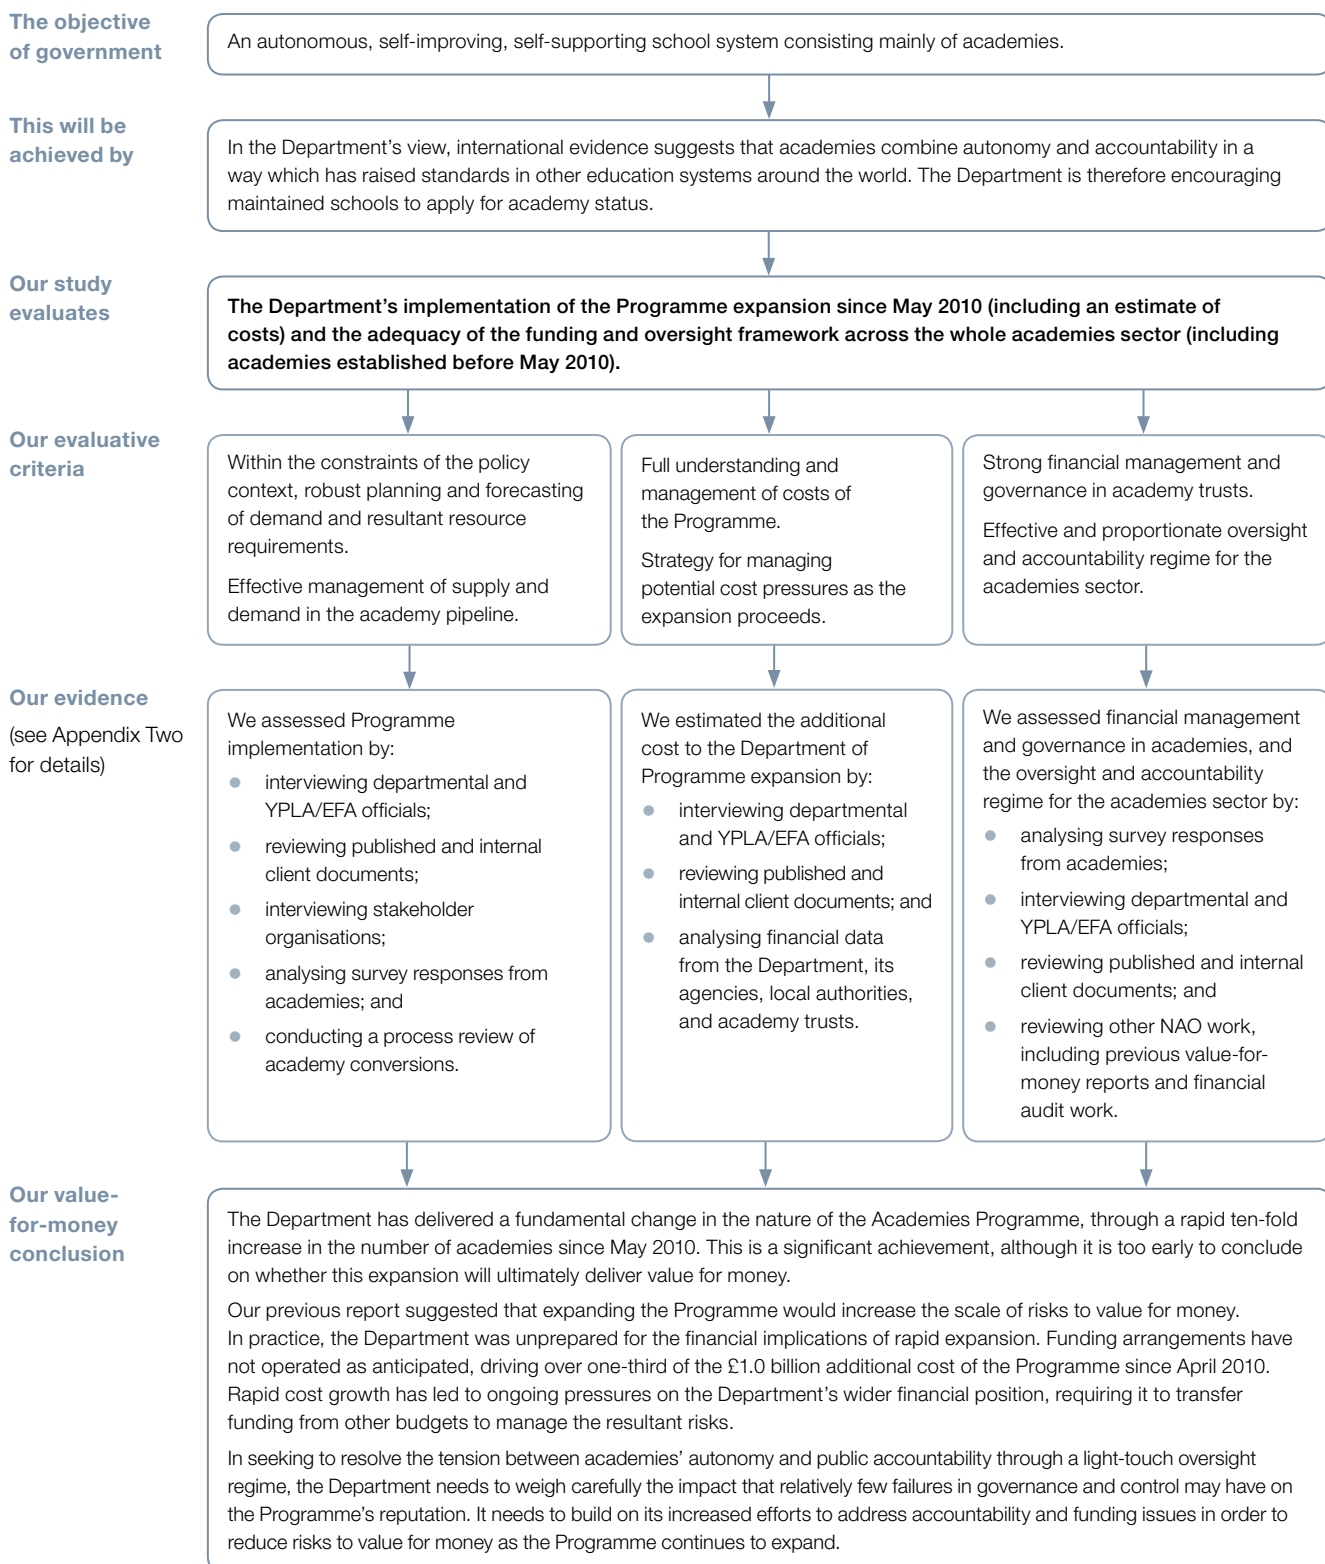 The objective
of government
An autonomous, self-improving, self-supporting school system consisting mainly of academies.
This will be
achieved by
In the Department's view, international evidence suggests that academies combine autonomy and accountability in a
way which has raised standards in other education systems around the world. The Department is therefore encouraging
maintained schools to apply for academy status.
Our study
evaluates
The Department's implementation of the Programme expansion since May 2010 (including an estimate of
costs) and the adequacy of the funding and oversight framework across the whole academies sector (including
academies established before May 2010).
Our evaluative
criteria
Within the constraints of the policy
context, robust planning and forecasting
of demand and resultant resource
requirements.
Effective management of supply and
demand in the academy pipeline.
Full understanding and
management of costs of
the Programme.
Strategy for managing
potential cost pressures as the
expansion proceeds.
Strong financial management and
governance in academy trusts.
Effective and proportionate oversight
and accountability regime for the
academies sector.
Our evidence
(see Appendix Two
for details)
We assessed Programme
implementation by:
• interviewing departmental and
YPLA/EFA officials;
• reviewing published and internal
client documents;
• interviewing stakeholder
organisations;
• analysing survey responses from
academies; and
• conducting a process review of
academy conversions.
We estimated the additional
cost to the Department of
Programme expansion by:
• interviewing departmental
and YPLA/EFA officials;
• reviewing published and
internal client documents; and
• analysing financial data
from the Department, its
agencies, local authorities,
and academy trusts.
We assessed financial management
and governance in academies, and
the oversight and accountability
regime for the academies sector by:
• analysing survey responses
from academies;
• interviewing departmental and
YPLA/EFA officials;
• reviewing published and internal
client documents; and
• reviewing other NAO work,
including previous value-for-
money reports and financial
audit work.
Our value-
for-money
conclusion
The Department has delivered a fundamental change in the nature of the Academies Programme, through a rapid ten-fold
increase in the number of academies since May 2010. This is a significant achievement, although it is too early to conclude
on whether this expansion will ultimately deliver value for money.
Our previous report suggested that expanding the Programme would increase the scale of risks to value for money.
In practice, the Department was unprepared for the financial implications of rapid expansion. Funding arrangements have
not operated as anticipated, driving over one-third of the £1.0 billion additional cost of the Programme since April 2010.
Rapid cost growth has led to ongoing pressures on the Department's wider financial position, requiring it to transfer
funding from other budgets to manage the resultant risks.
In seeking to resolve the tension between academies' autonomy and public accountability through a light-touch oversight
regime, the Department needs to weigh carefully the impact that relatively few failures in governance and control may have on
the Programme's reputation. It needs to build on its increased efforts to address accountability and funding issues in order to
reduce risks to value for money as the Programme continues to expand.